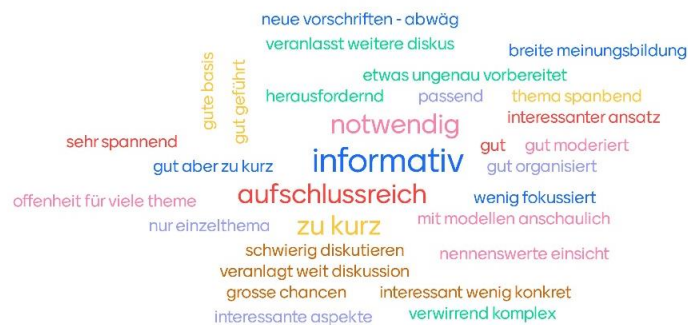 neue vorschriften - abwäg
veranlasst weitere diskus
breite meinungsbildung
gute basis
gut geführt
etwas ungenau vorbereitet
herausfordernd
passend
thema spanbend
notwendig
interessanter ansatz
sehr spannend
gut
gut moderiert
gut aber zu kurz
informativ
gut organisiert
offenheit für viele theme
aufschlussreich
wenig fokussiert
nur einzelthema
zu kurz
mit modellen anschaulich
schwierig diskutieren
nennenswerte einsicht
veranlagt weit diskussion
grosse chancen
interessant wenig konkret
interessante aspekte
verwirrend komplex